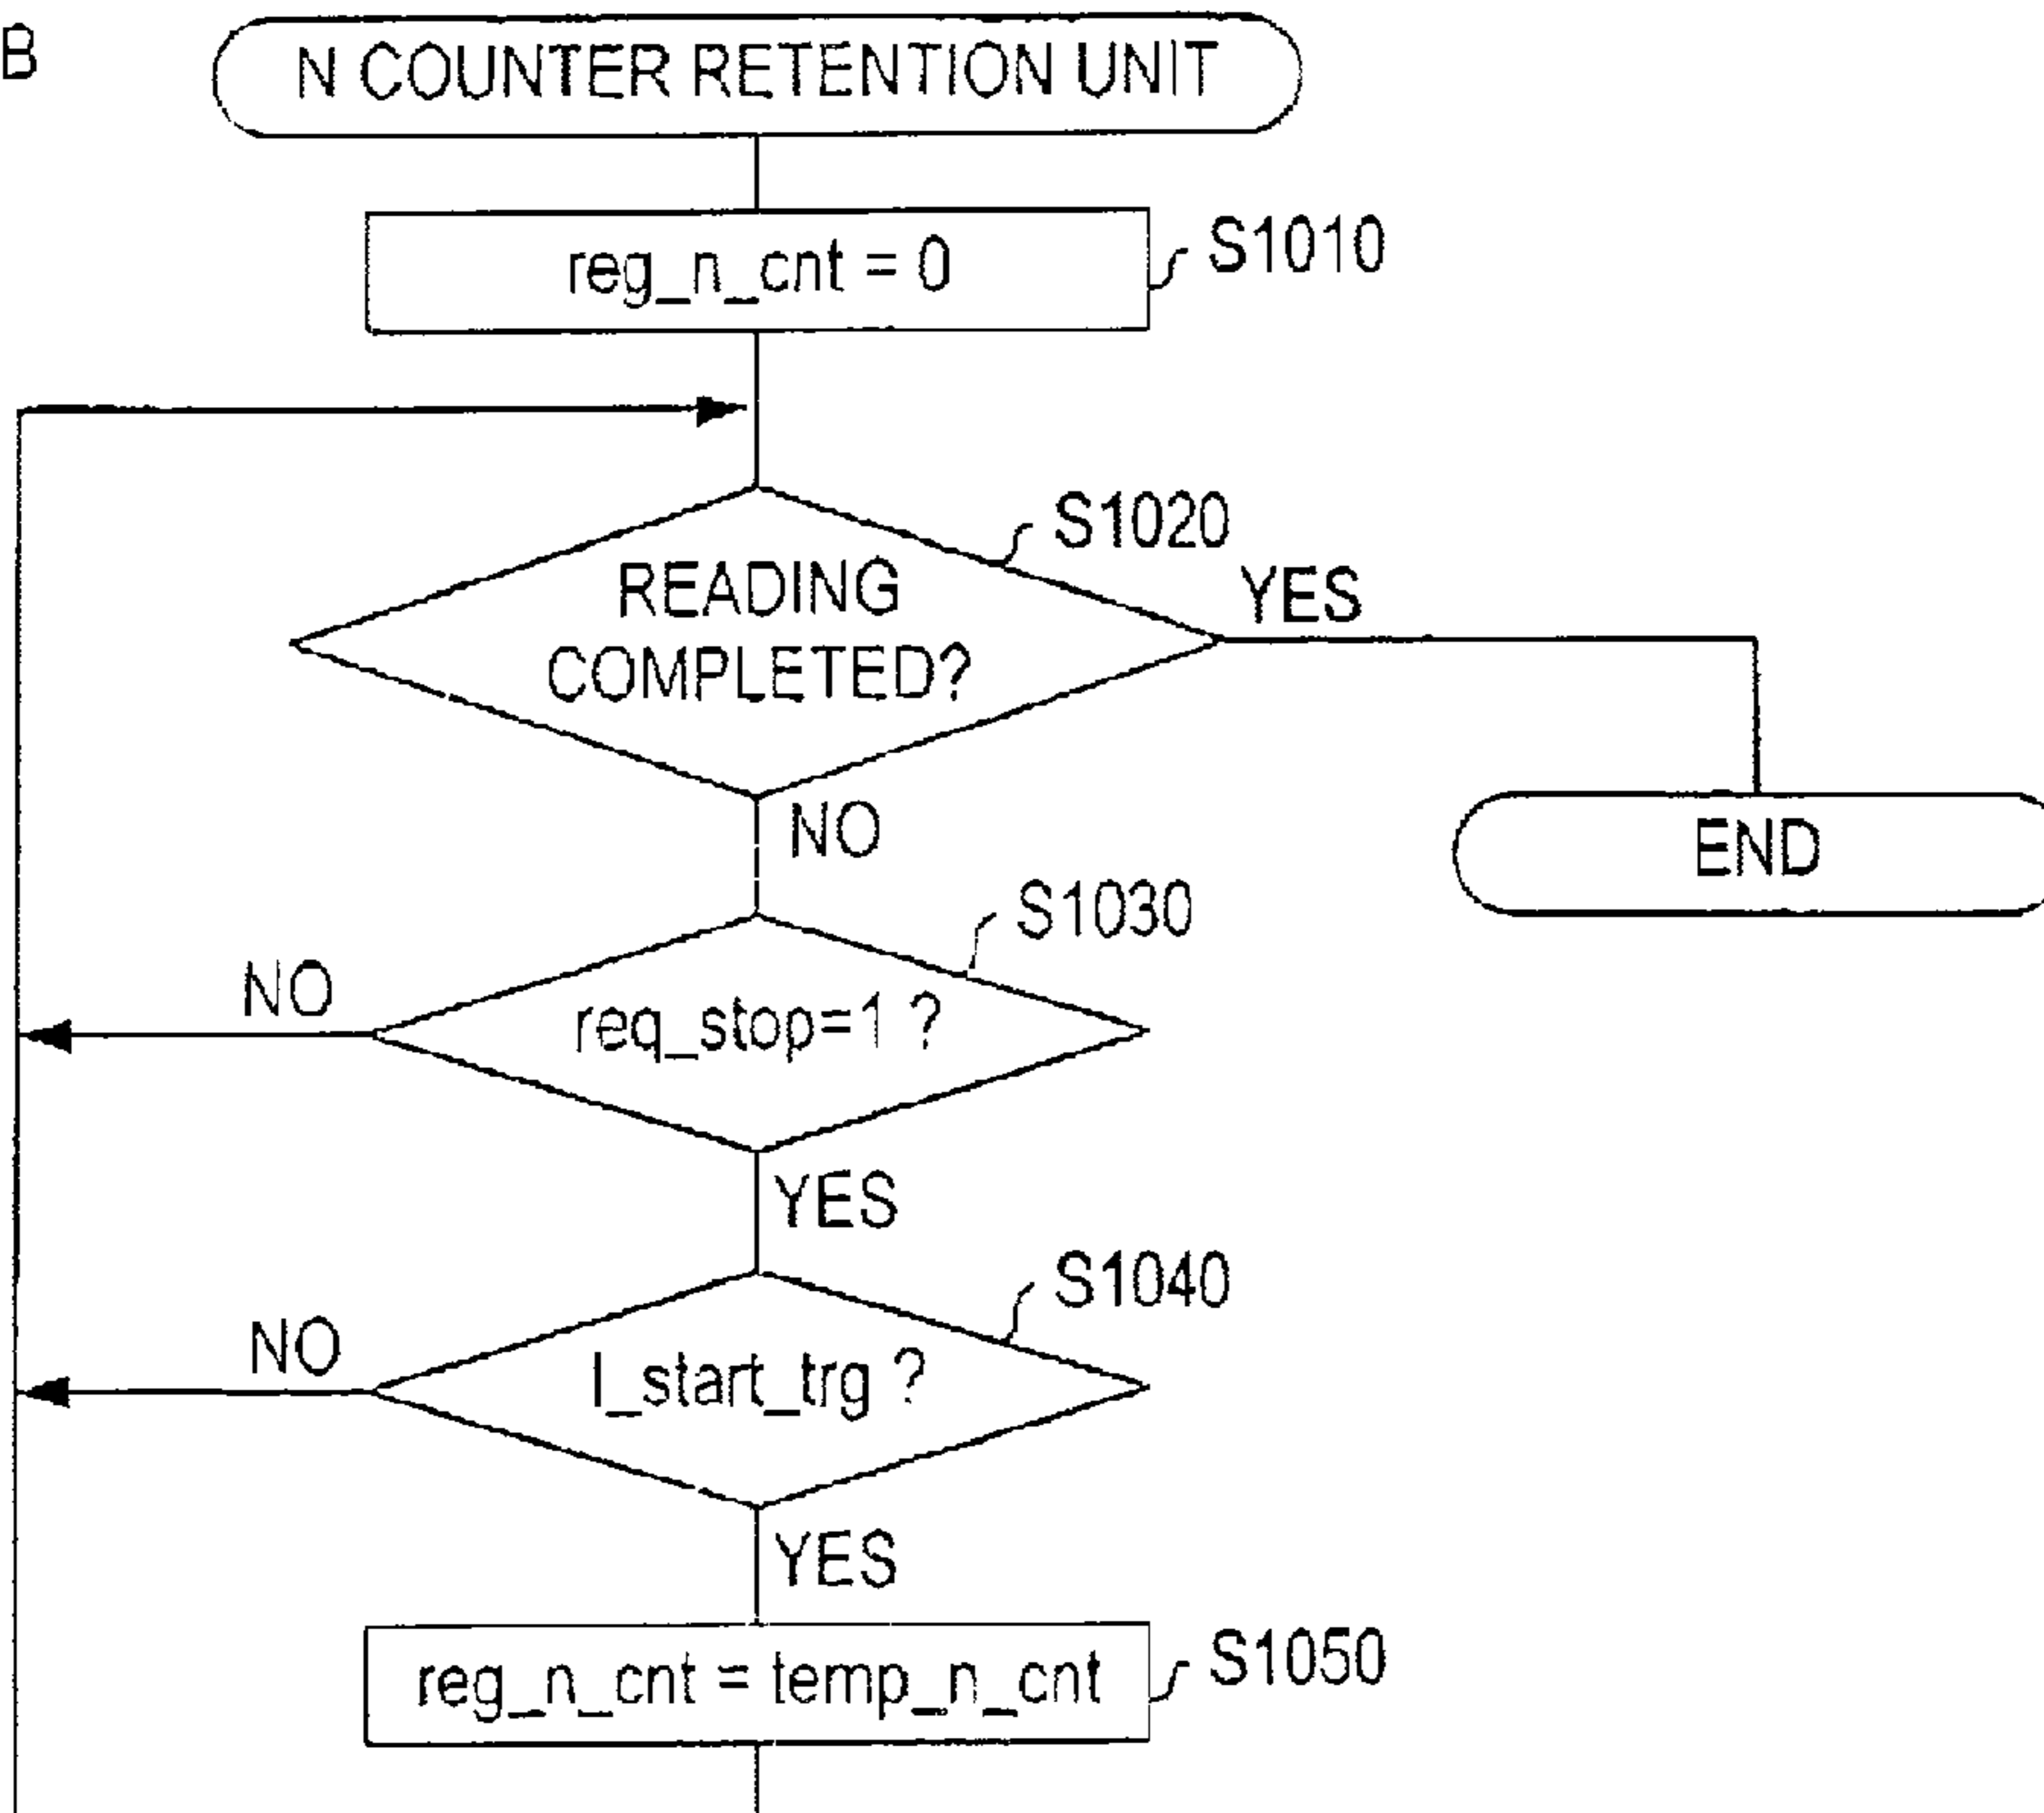 B
N COUNTER RETENTION UNIT
reg_n_cnt = 0
S1010
S1020
READING
COMPLETED?
YES
NO
END
S1030
req_stop=1 ?
NO
YES
S1040
l_start_trg ?
NO
YES
reg_n_cnt = temp_n_cnt
S1050